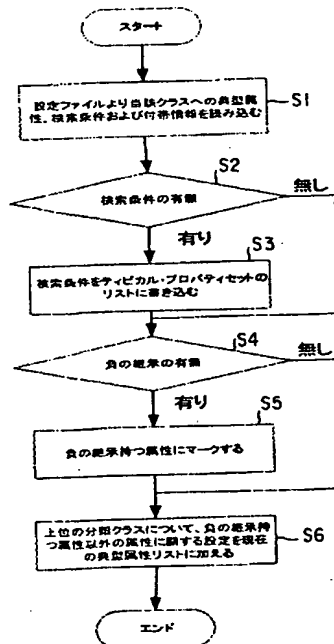 スタート
設定ファイルより当該クラスへの典型属
性、検索条件および付帯情報を読み込む
S1
S2
検索条件の有無
無し
有り
S3
検索条件をティピカル・プロパティセットの
リストに書き込む
S4
負の継承の有無
無し
有り
S5
負の継承持つ属性にマークする
上位の分類クラスについて、負の継承持
つ属性以外の属性に関する設定を現在
の典型属性リストに加える
S6
エンド